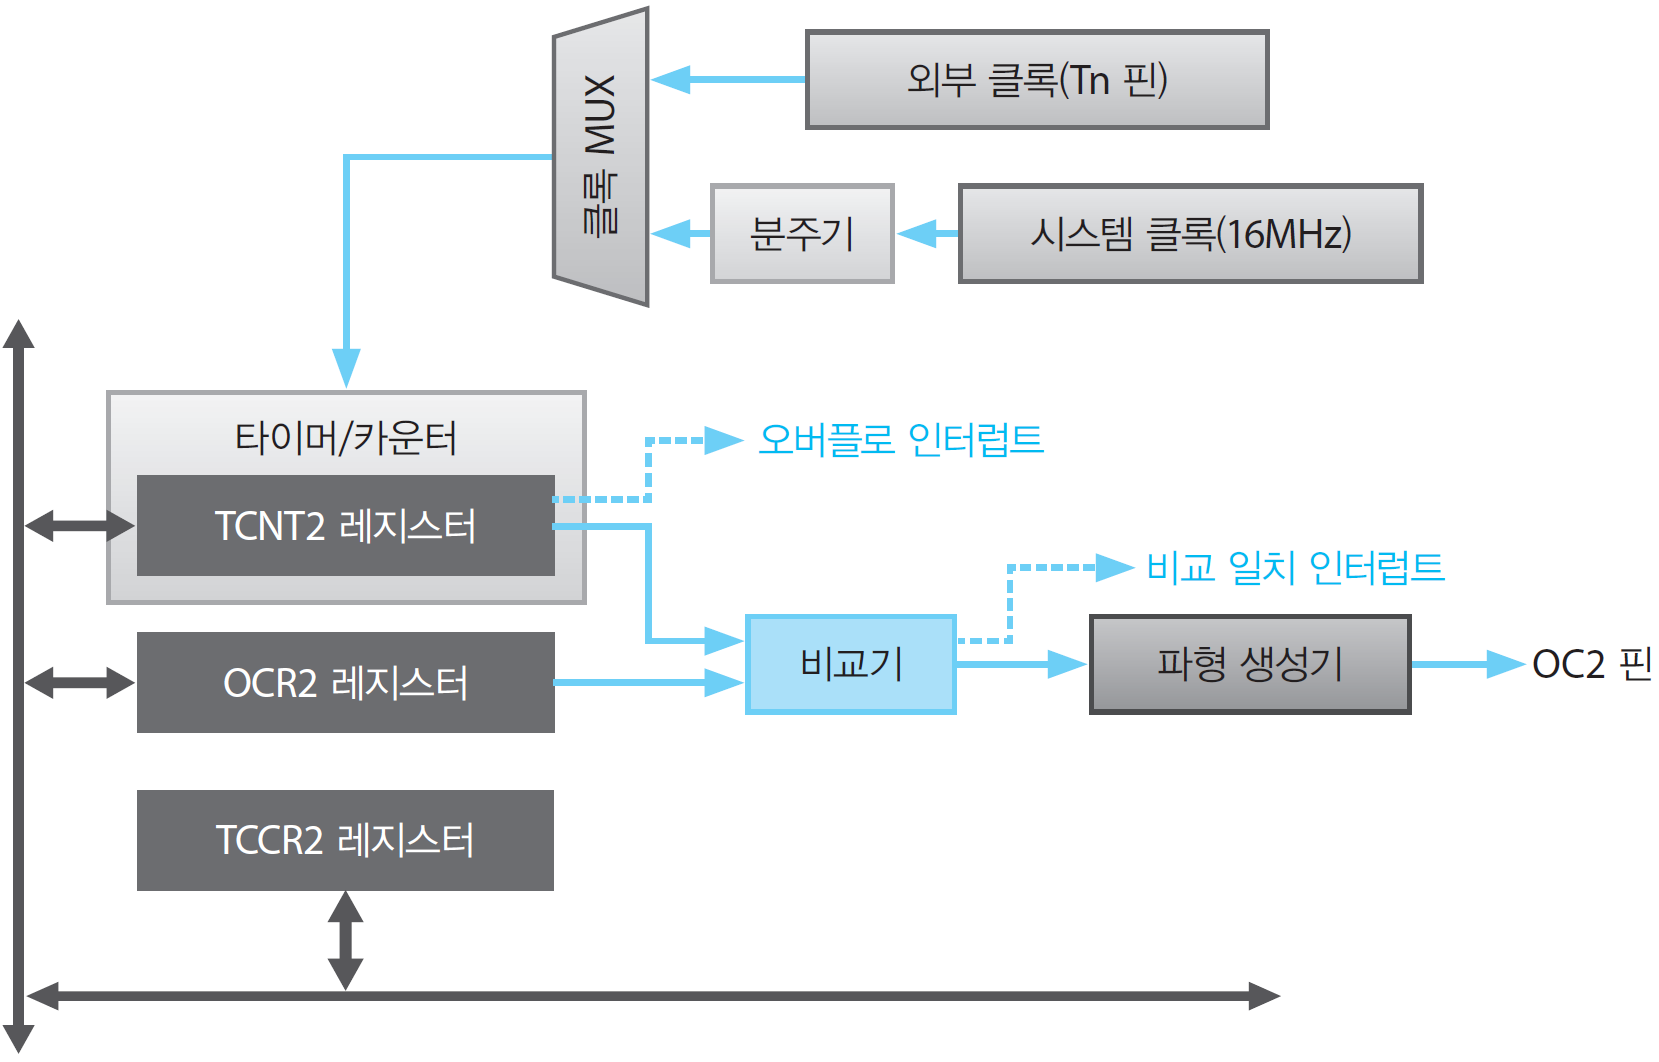 외부 클록(Tn 핀)
클록 MUX
분주기
시스템 클록(16MHz)
타이머/카운터
오버플로 인터럽트
TCNT2 레지스터
비교 일치 인터럽트
OCR2 레지스터
비교기
파형 생성기
OC2 핀
TCCR2 레지스터